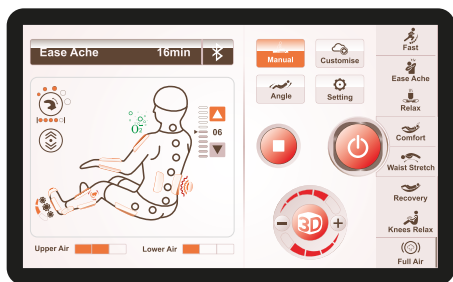 Ease Ache 16min
Manual
Customise
Angle
Setting
O2
06
3D
Upper Air
Lower Air
Fast
Ease Ache
Relax
Comfort
Waist Stretch
Recovery
Knees Relax
Full Air